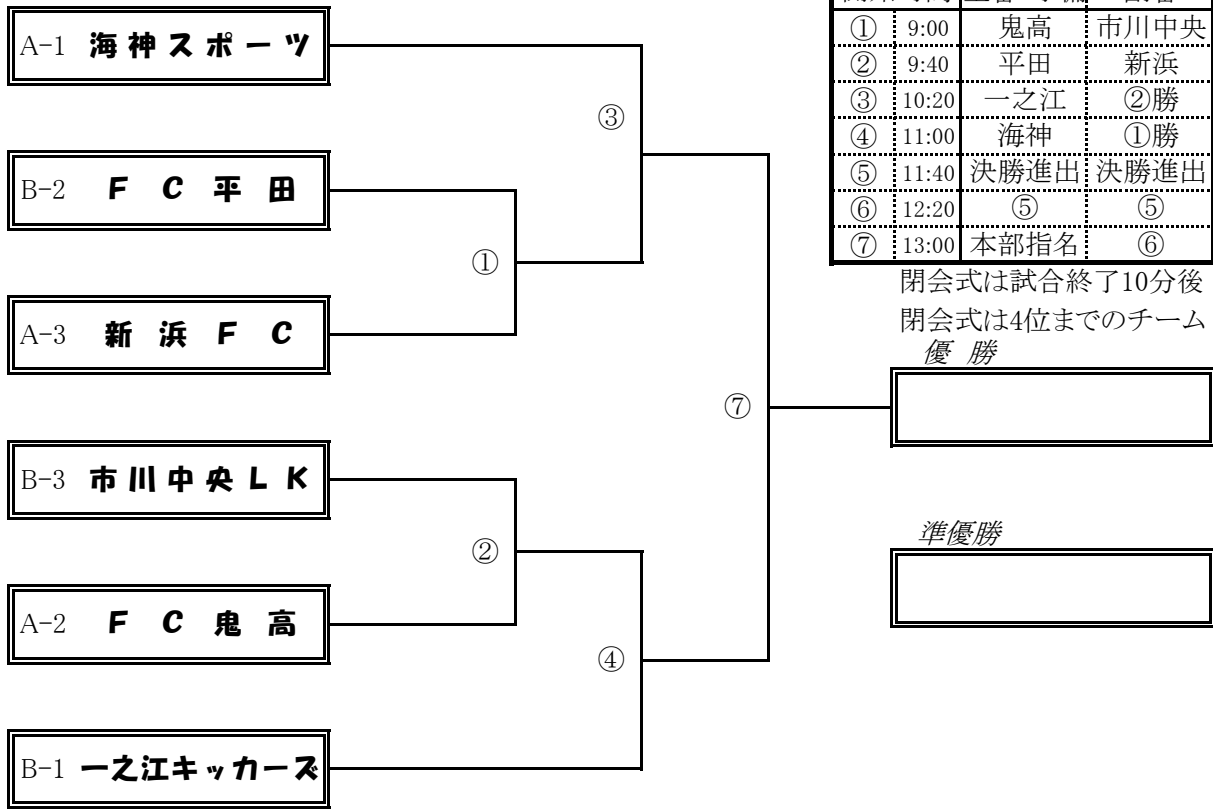 ① 9:00 鬼高 市川中央
② 9:40 平田 新浜
③ 10:20 一之江 ②勝
④ 11:00 海神 ①勝
⑤ 11:40 決勝進出 決勝進出
⑥ 12:20 ⑤ ⑤
⑦ 13:00 本部指名 ⑥
閉会式は試合終了10分後
閉会式は4位までのチーム
A-1 海神スポーツ
③
B-2 FC平田
①
A-3 新浜FC
⑦
優勝
B-3 市川中央LK
②
準優勝
A-2 FC鬼高
④
B-1 一之江キッカーズ